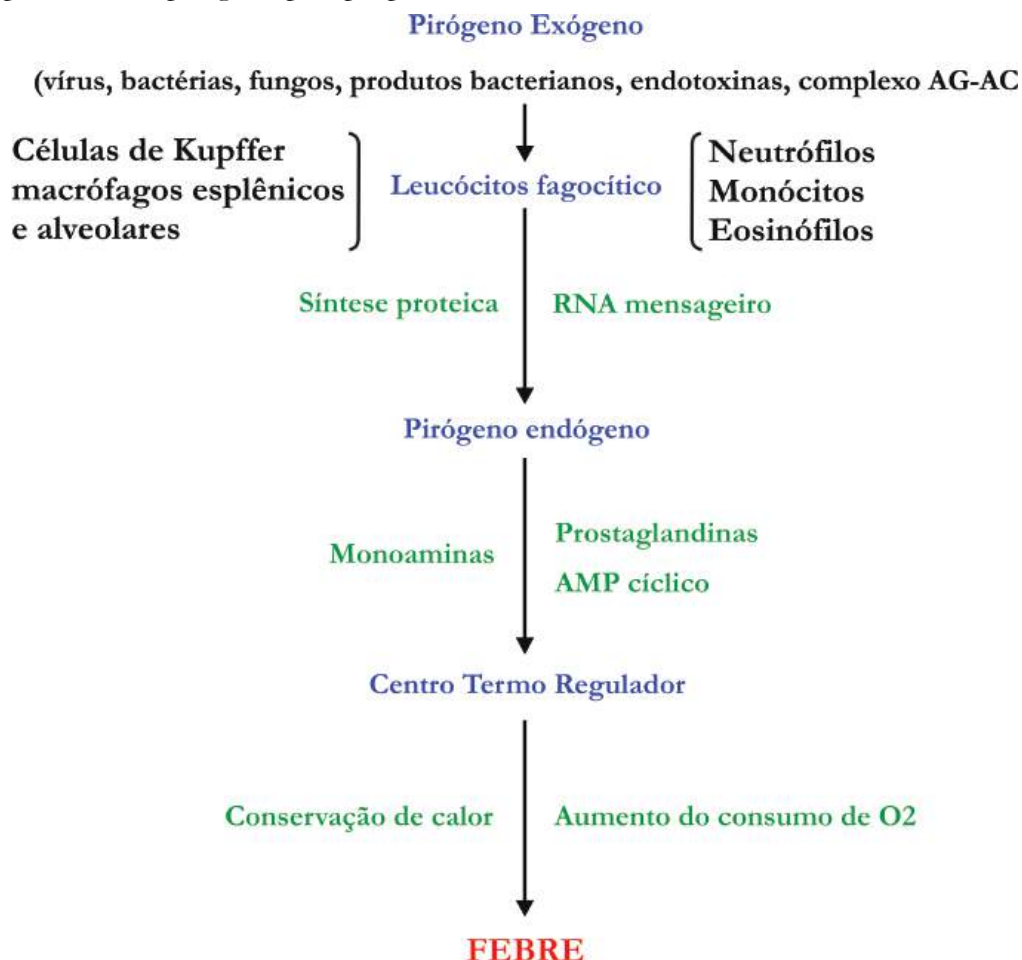 Pirógeno Exógeno
(vírus, bactérias, fungos, produtos bacterianos, endotoxinas, complexo AG-AC
Células de Kupffer
macrófagos esplênicos
e alveolares
Leucócitos fagocítico
Neutrófilos
Monócitos
Eosinófilos
Síntese proteica
RNA mensageiro
Pirógeno endógeno
Monoaminas
Prostaglandinas
AMP cíclico
Centro Termo Regulador
Conservação de calor
Aumento do consumo de O2
FEBRE